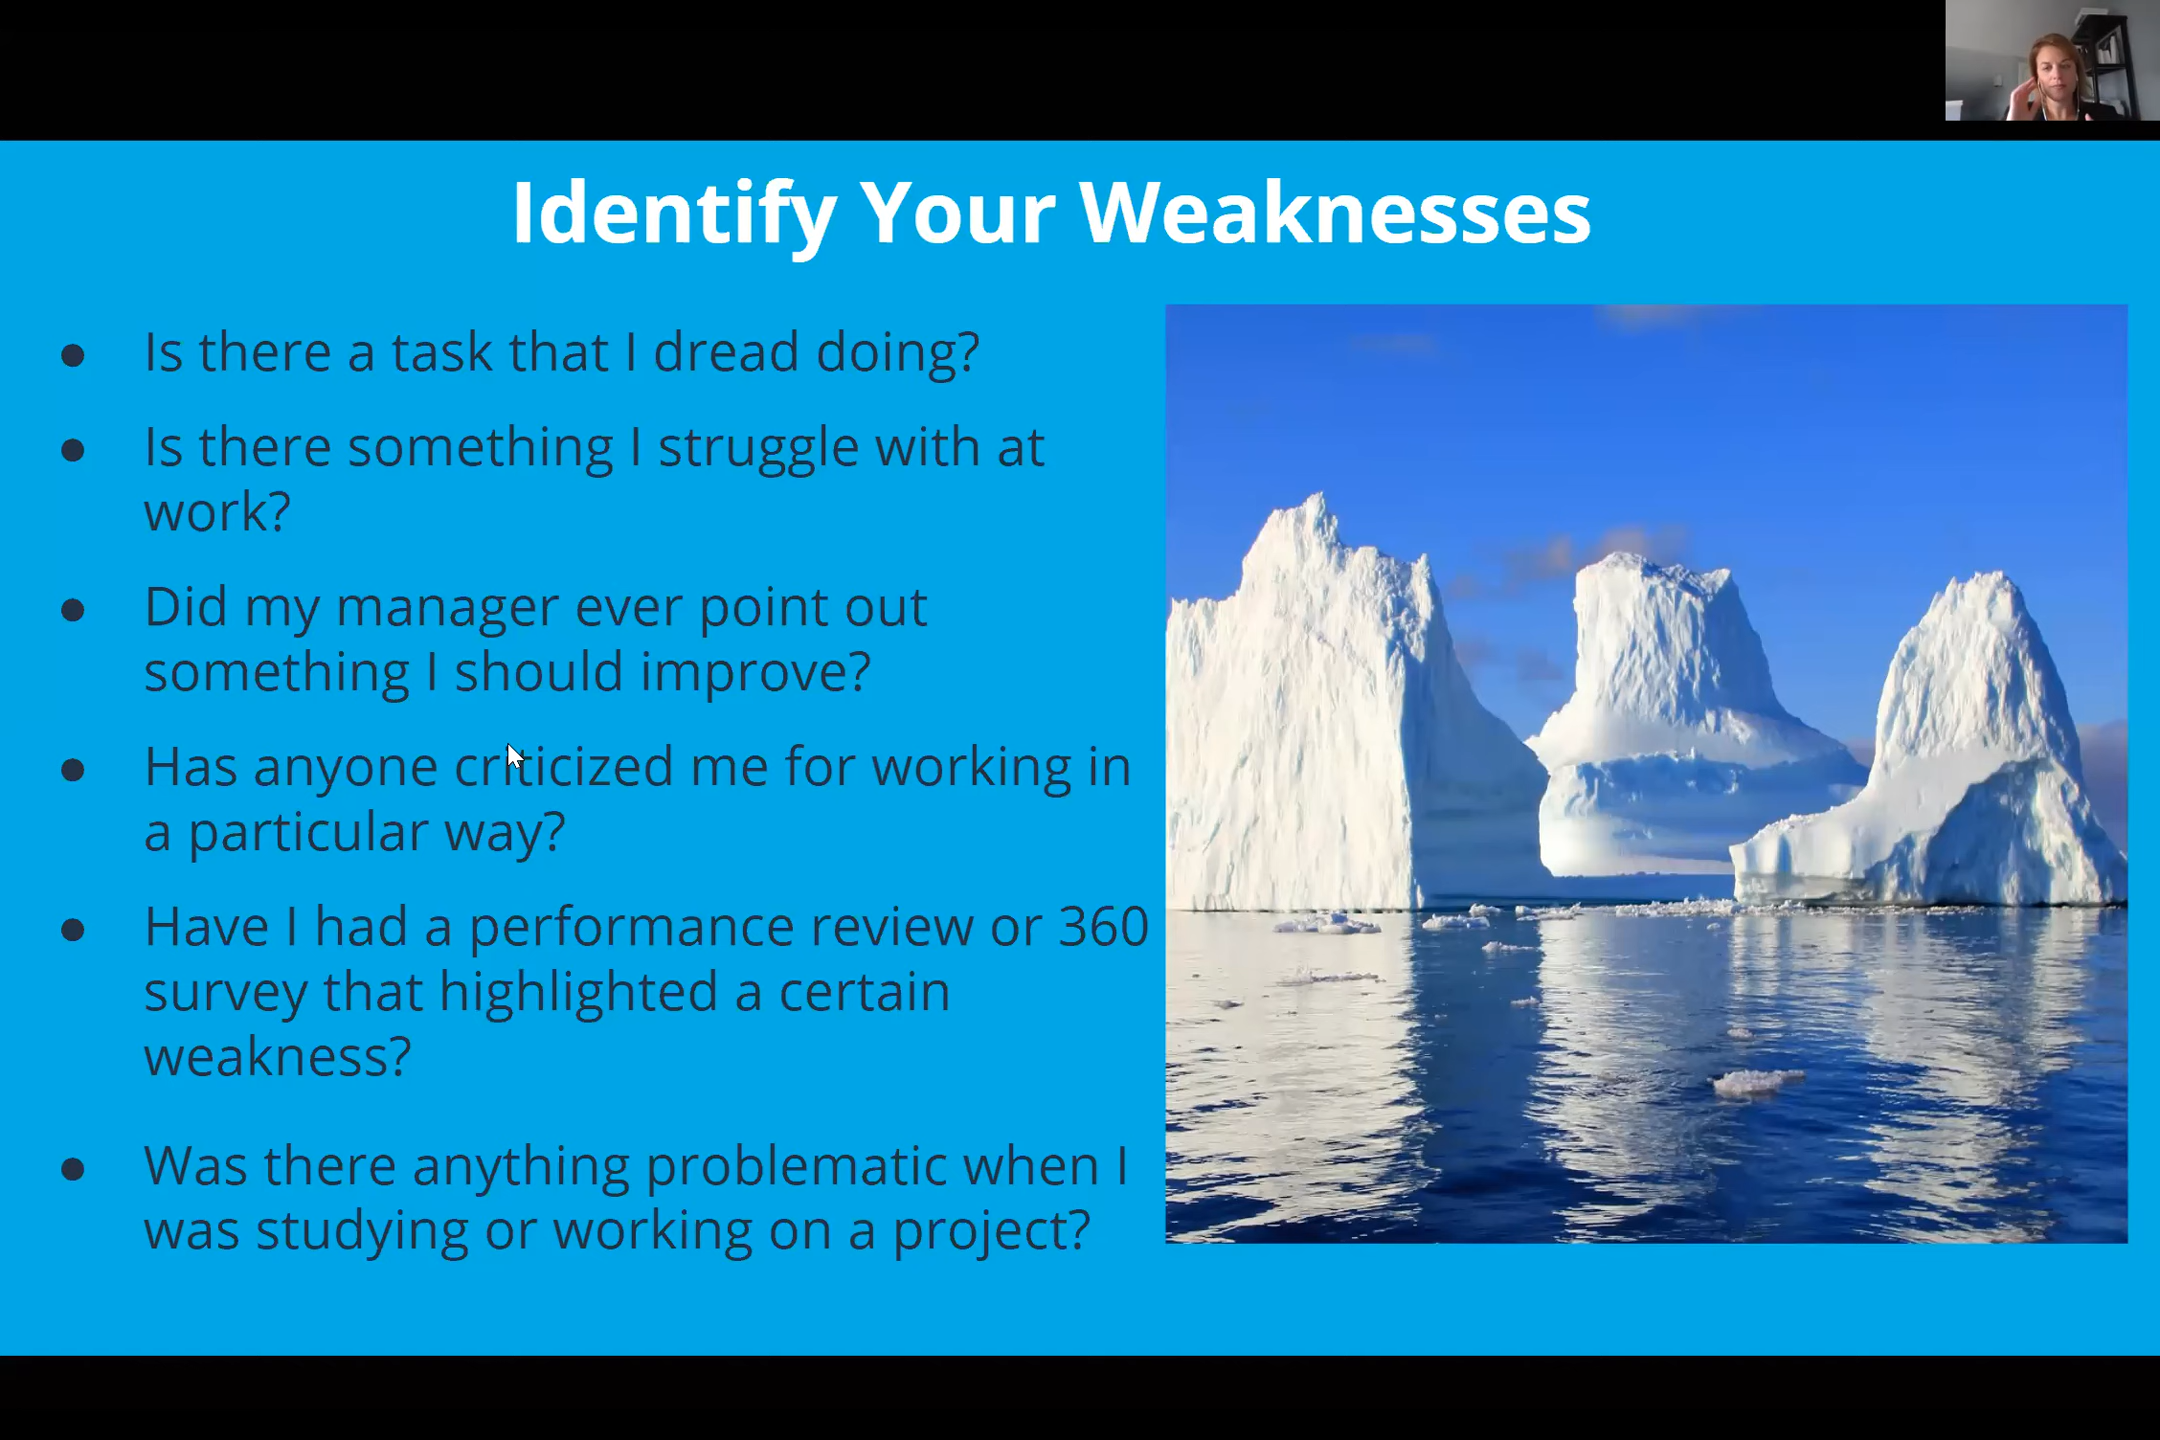 Identify Your Weaknesses
● Is there a task that I dread doing?
● Is there something I struggle with at
work?
● Did my manager ever point out
something I should improve?
● Has anyone criticized me for working in
a particular way?
● Have I had a performance review or 360
survey that highlighted a certain
weakness?
● Was there anything problematic when I
was studying or working on a project?